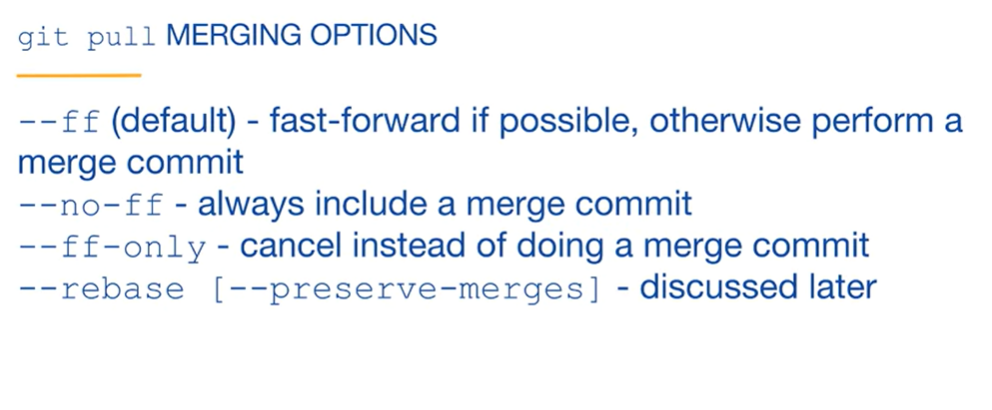 git pull MERGING OPTIONS
--ff (default) - fast-forward if possible, otherwise perform a
merge commit
--no-ff - always include a merge commit
--ff-only - cancel instead of doing a merge commit
--rebase [--preserve-merges] - discussed later